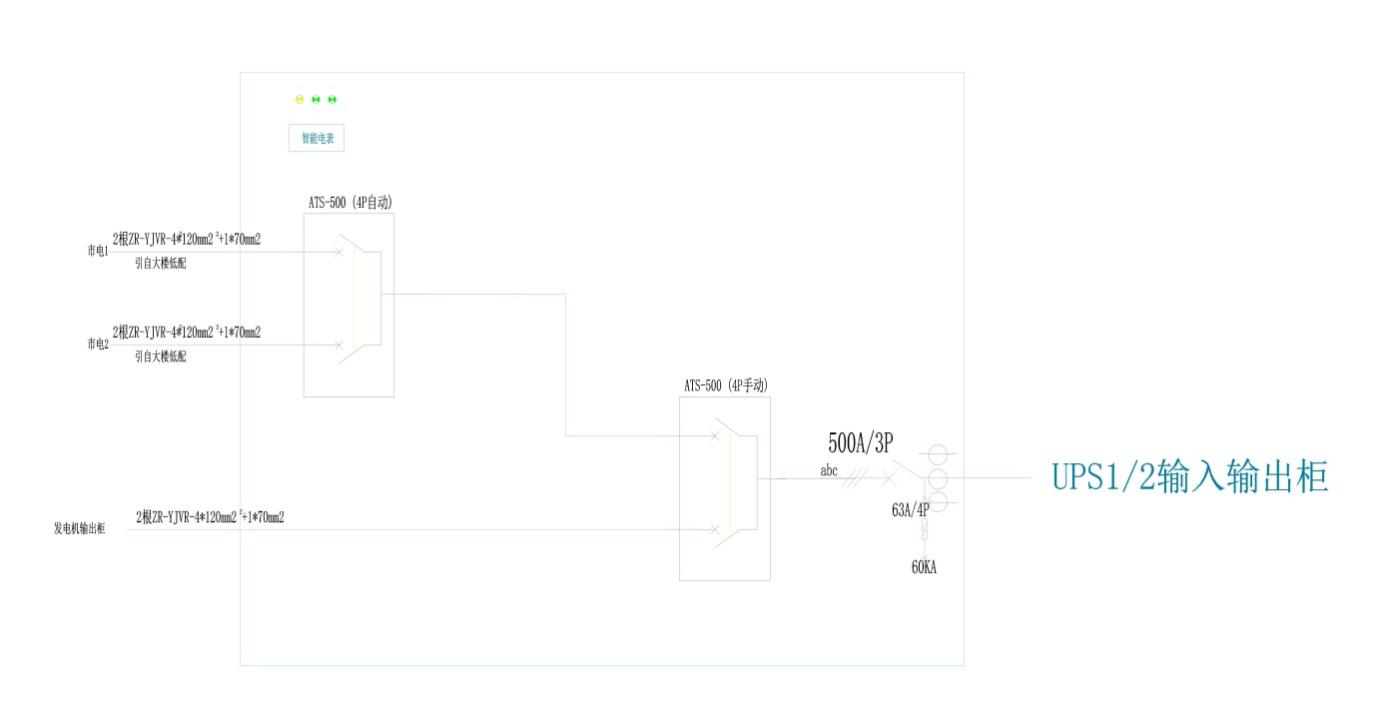 智能电表
ATS-500 (4P自动)
2根ZR-YJVR-4*120mm2²+1*70mm2
市电1
引自大楼低配
2根ZR-YJVR-4*120mm2²+1*70mm2
市电2
引自大楼低配
ATS-500 (4P手动)
500A/3P
abc
UPS1/2输入输出柜
63A/4P
2根ZR-YJVR-4*120mm2²+1*70mm2
发电机输出柜
60KA